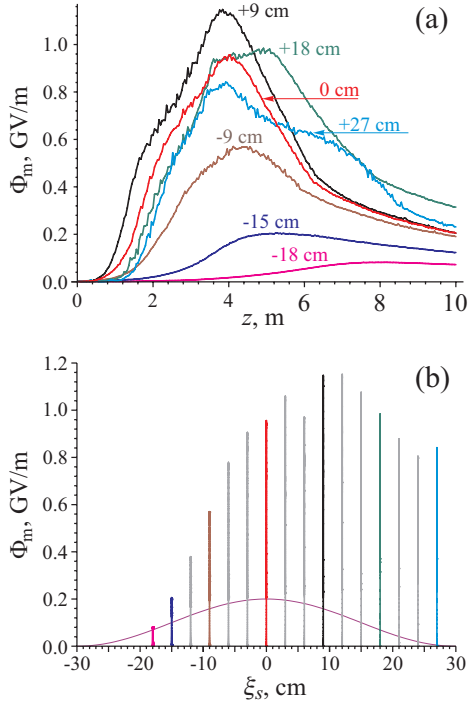 (a)
+9 cm
+18 cm
0 cm
+27 cm
-9 cm
-15 cm
-18 cm
Φm, GV/m
1.0
0.8
0.6
0.4
0.2
0.0
0 2 4 6 8 10
z, m
(b)
Φm, GV/m
1.2
1.0
0.8
0.6
0.4
0.2
0.0
-30 -20 -10 0 10 20 30
ξs, cm